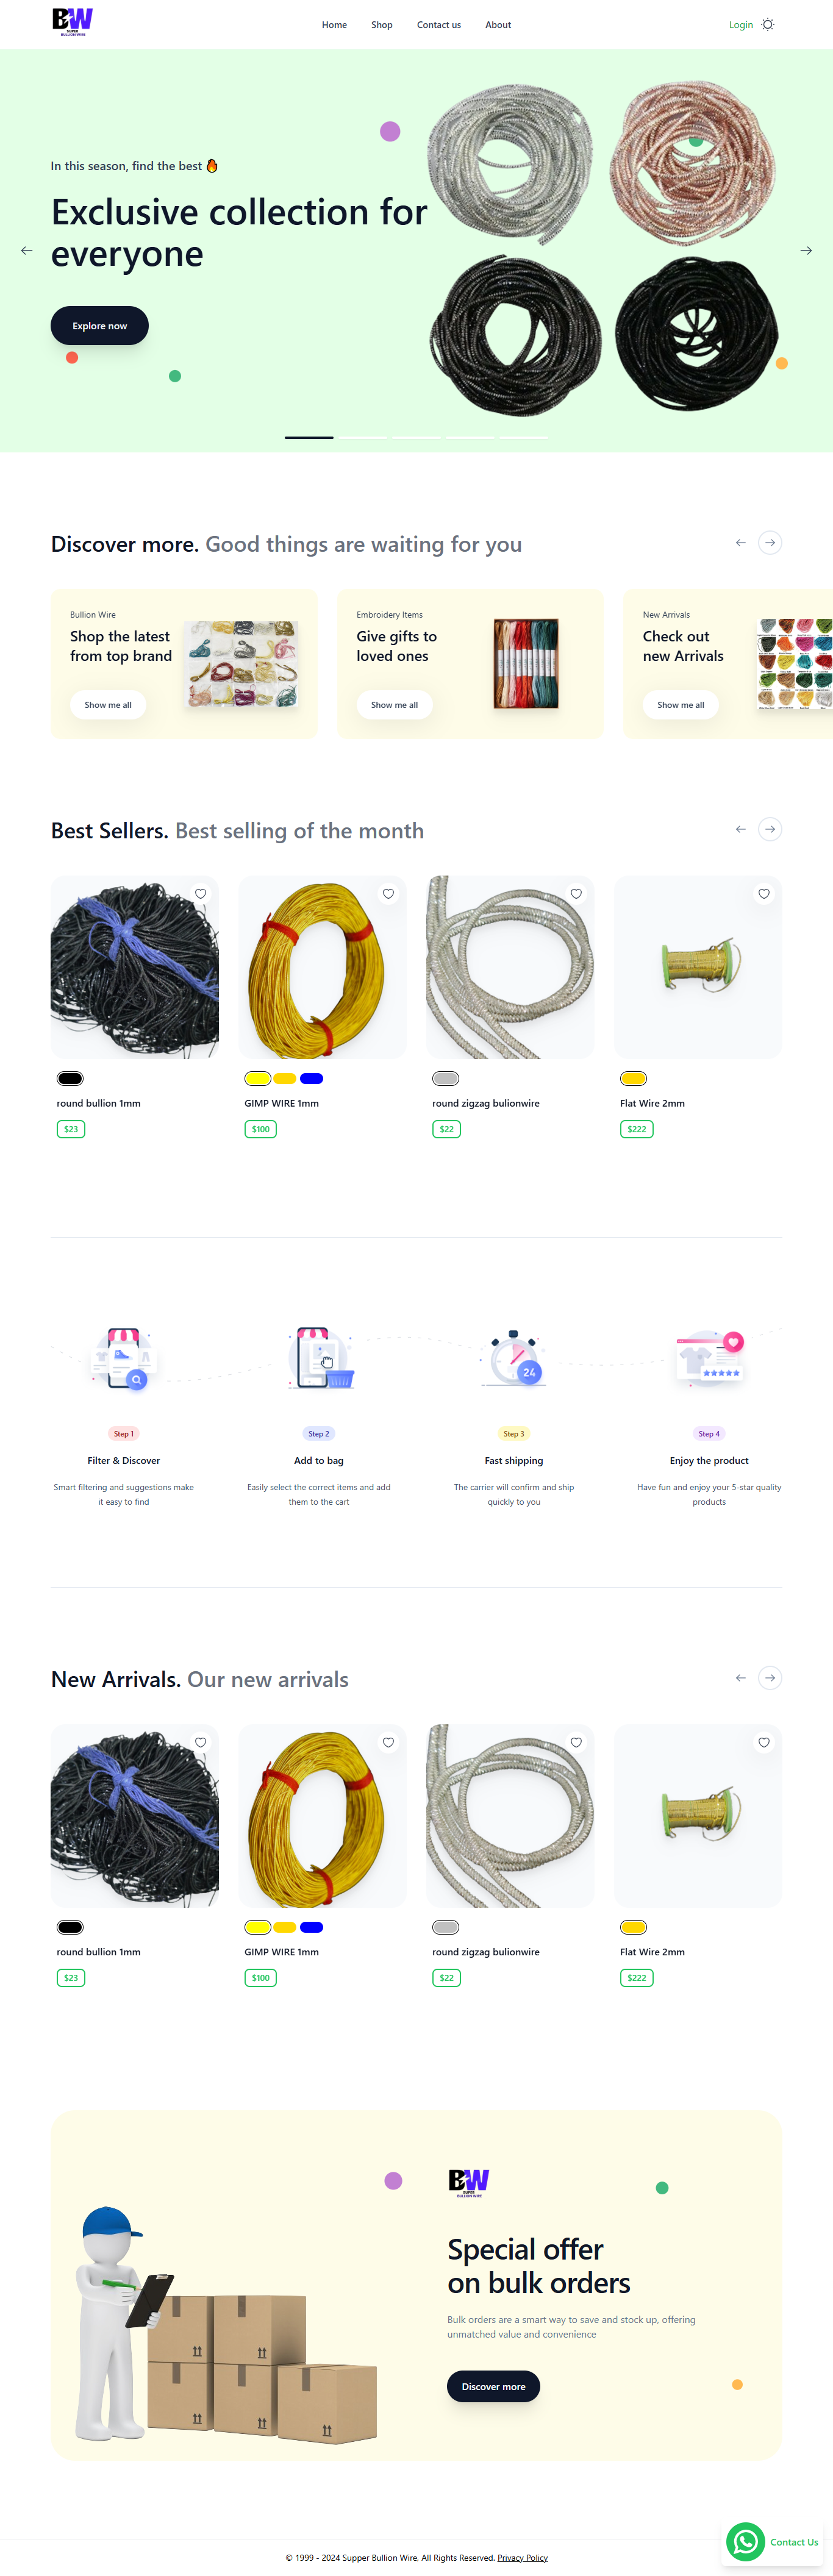 BW
SUPER
BULLION WIRE
Home Shop Contact us About
Login
In this season, find the best 🔥
Exclusive collection for
everyone
Explore now
Discover more. Good things are waiting for you
Bullion Wire
Shop the latest
from top brand
Show me all
Embroidery Items
Give gifts to
loved ones
Show me all
New Arrivals
Check out
new Arrivals
Show me all
Best Sellers. Best selling of the month
round bullion 1mm
$23
GIMP WIRE 1mm
$100
round zigzag bulionwire
$22
Flat Wire 2mm
$222
24
Step 1
Filter & Discover
Smart filtering and suggestions make
it easy to find
Step 2
Add to bag
Easily select the correct items and add
them to the cart
Step 3
Fast shipping
The carrier will confirm and ship
quickly to you
Step 4
Enjoy the product
Have fun and enjoy your 5-star quality
products
New Arrivals. Our new arrivals
round bullion 1mm
$23
GIMP WIRE 1mm
$100
round zigzag bulionwire
$22
Flat Wire 2mm
$222
BW
SUPER
BULLION WIRE
Special offer
on bulk orders
Bulk orders are a smart way to save and stock up, offering
unmatched value and convenience
Discover more
Contact Us
© 1999 - 2024 Supper Bullion Wire, All Rights Reserved. Privacy Policy